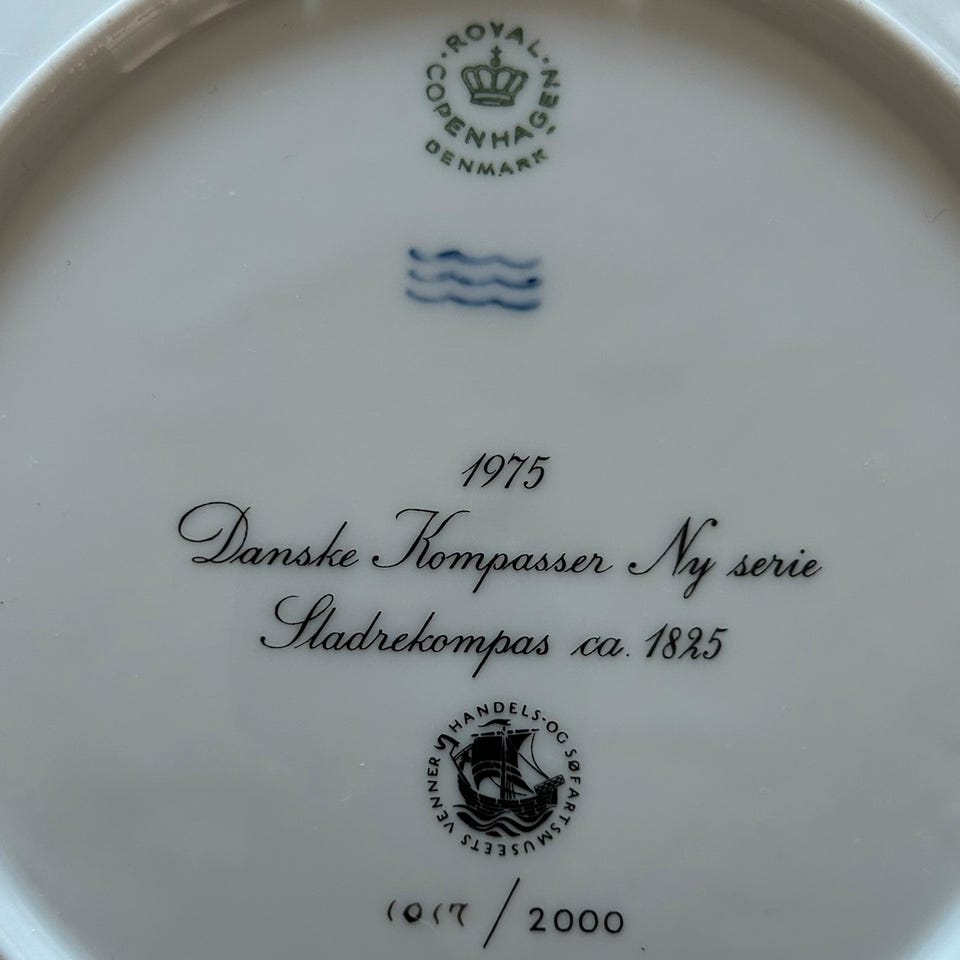 ROYAL COPENHAGEN
DENMARK
1975
Danske Kompasser Ny serie
Sladrekompas ca. 1825
HANDELS-OG SØFARTSMUSEETS VENNER
1017/2000